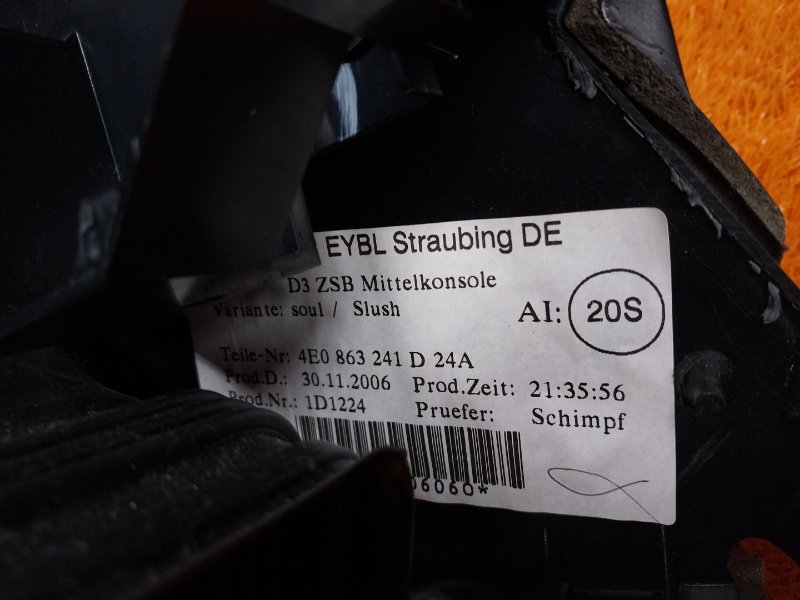 EYBL Straubing DE
D3 ZSB Mittelkonsole
Variante: soul / Slush
AI: 20S
Teile-Nr: 4E0 863 241 D 24A
Prod.D.: 30.11.2006 Prod.Zeit: 21:35:56
Prod.Nr.: 1D1224 Pruefer: Schimpf
06060*